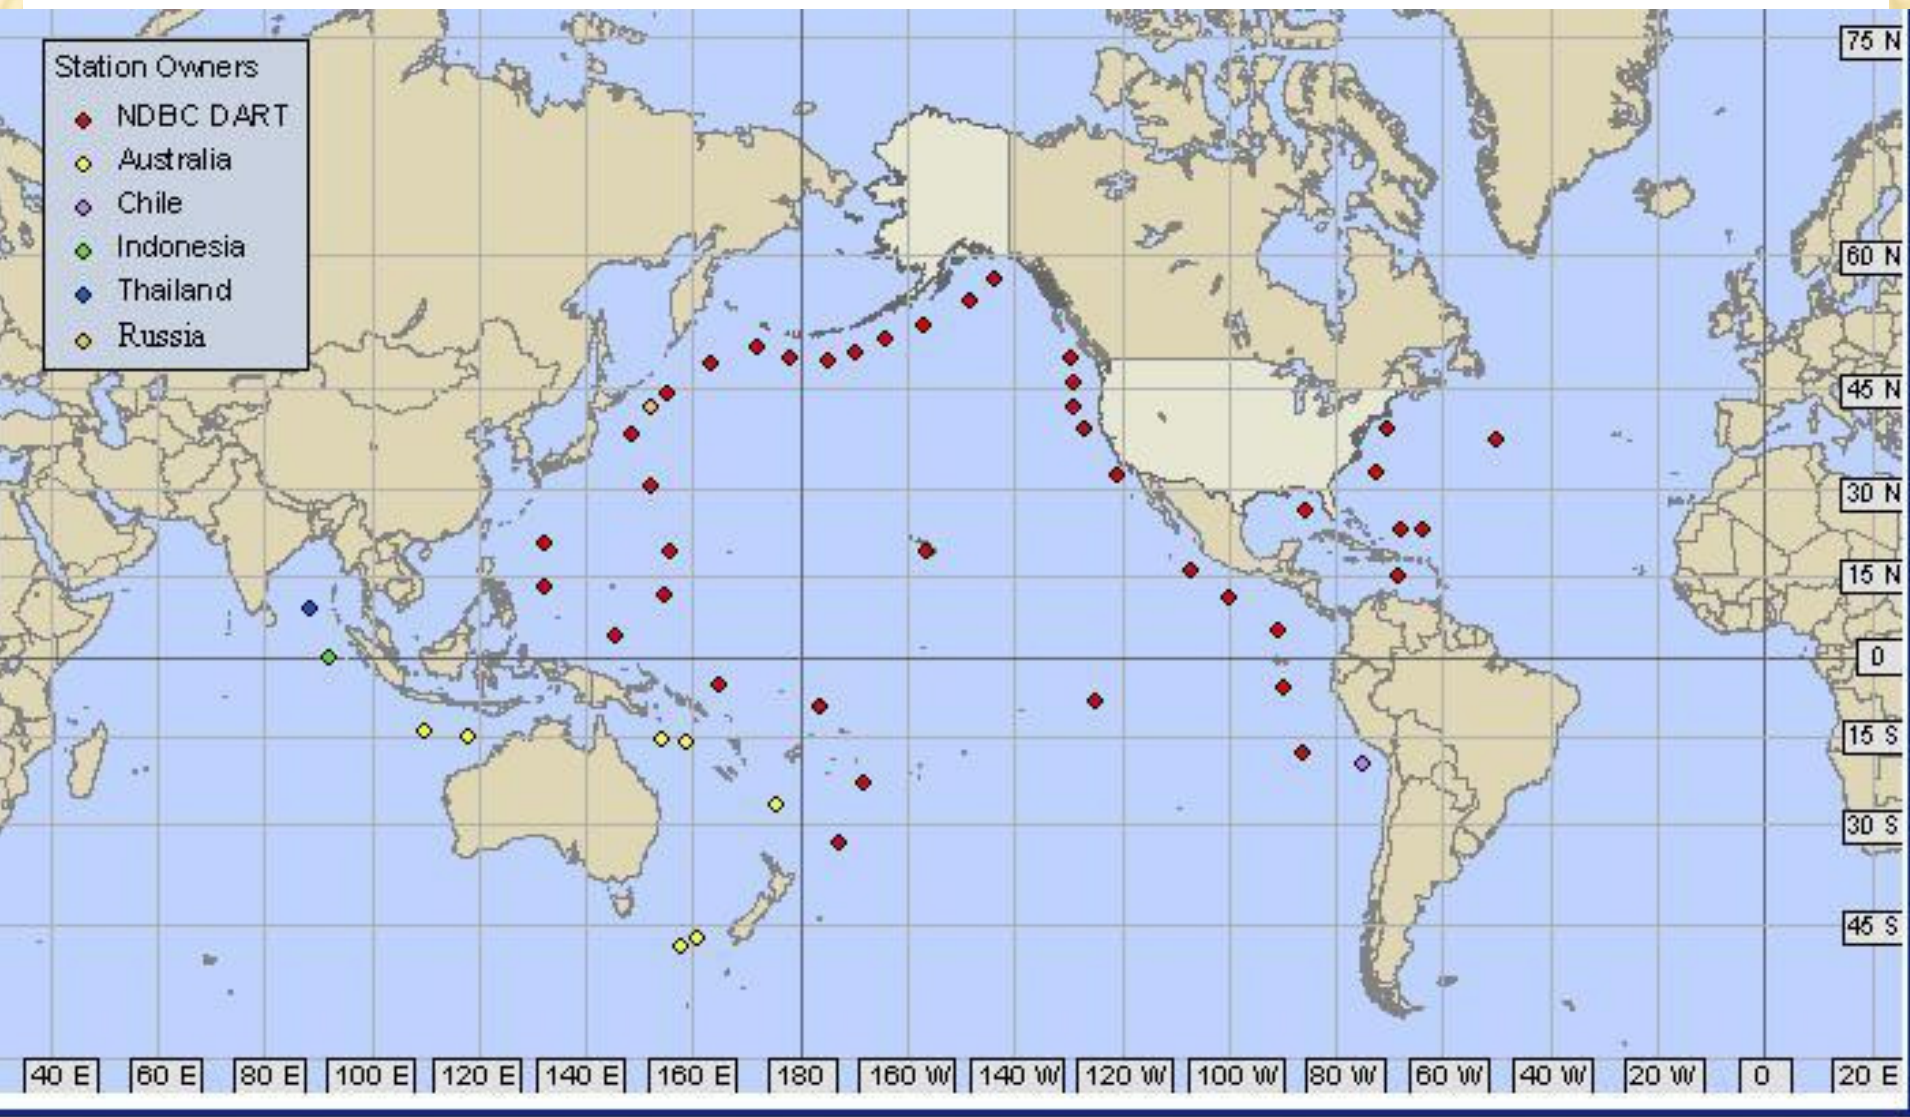 Station Owners
NDBC DART
Australia
Chile
Indonesia
Thailand
Russia
75 N
60 N
45 N
30 N
15 N
0
15 S
30 S
45 S
40 E
60 E
80 E
100 E
120 E
140 E
160 E
180
160 W
140 W
120 W
100 W
80 W
60 W
40 W
20 W
0
20 E